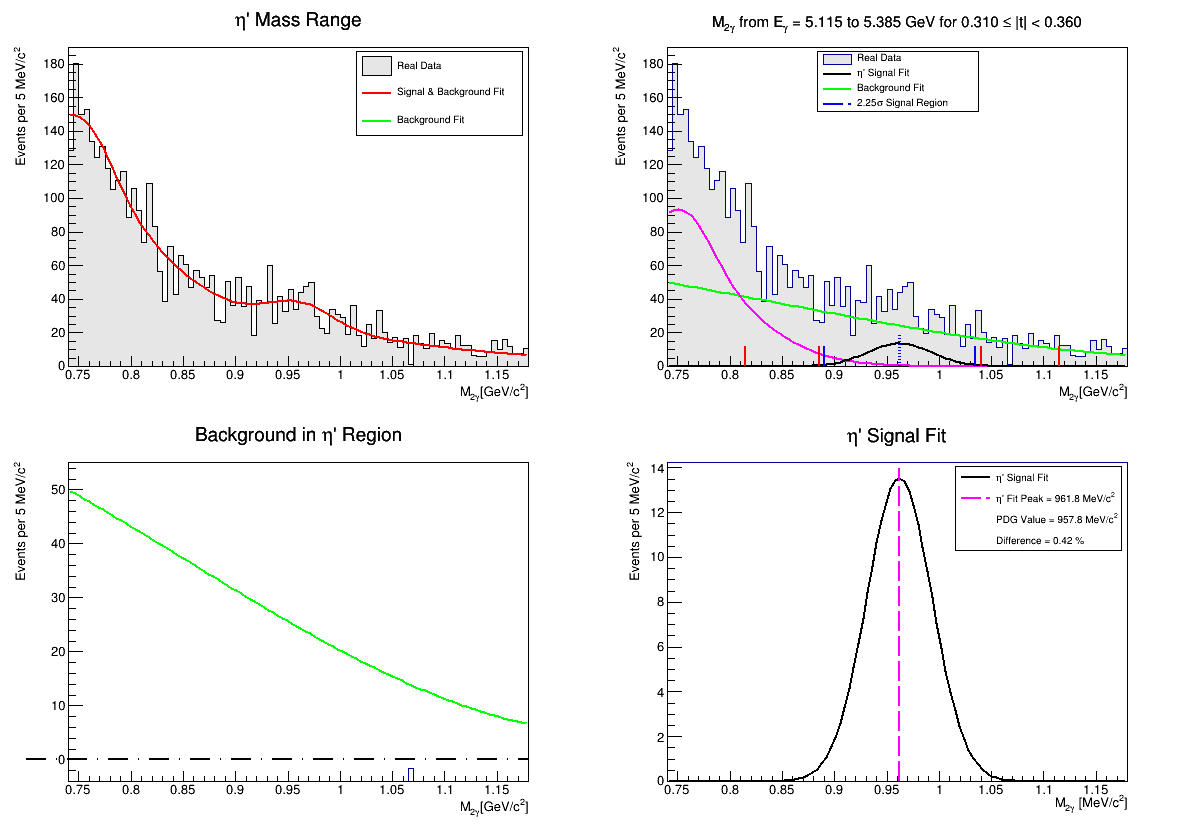 η' Mass Range
Events per 5 MeV/c²
180
160
140
120
100
80
60
40
20
0
Real Data
Signal & Background Fit
Background Fit
0.75 0.8 0.85 0.9 0.95 1 1.05 1.1 1.15
M₂γ[GeV/c²]
M₂γ from Eγ = 5.115 to 5.385 GeV for 0.310 ≤ |t| < 0.360
Events per 5 MeV/c²
180
160
140
120
100
80
60
40
20
0
Real Data
η' Signal Fit
Background Fit
2.25σ Signal Region
0.75 0.8 0.85 0.9 0.95 1 1.05 1.1 1.15
M₂γ[GeV/c²]
Background in η' Region
Events per 5 MeV/c²
50
40
30
20
10
0
0.75 0.8 0.85 0.9 0.95 1 1.05 1.1 1.15
M₂γ[GeV/c²]
η' Signal Fit
Events per 5 MeV/c²
14
12
10
8
6
4
2
0
η' Signal Fit
η' Fit Peak = 961.8 MeV/c²
PDG Value = 957.8 MeV/c²
Difference = 0.42 %
0.75 0.8 0.85 0.9 0.95 1 1.05 1.1 1.15
M₂γ [MeV/c²]